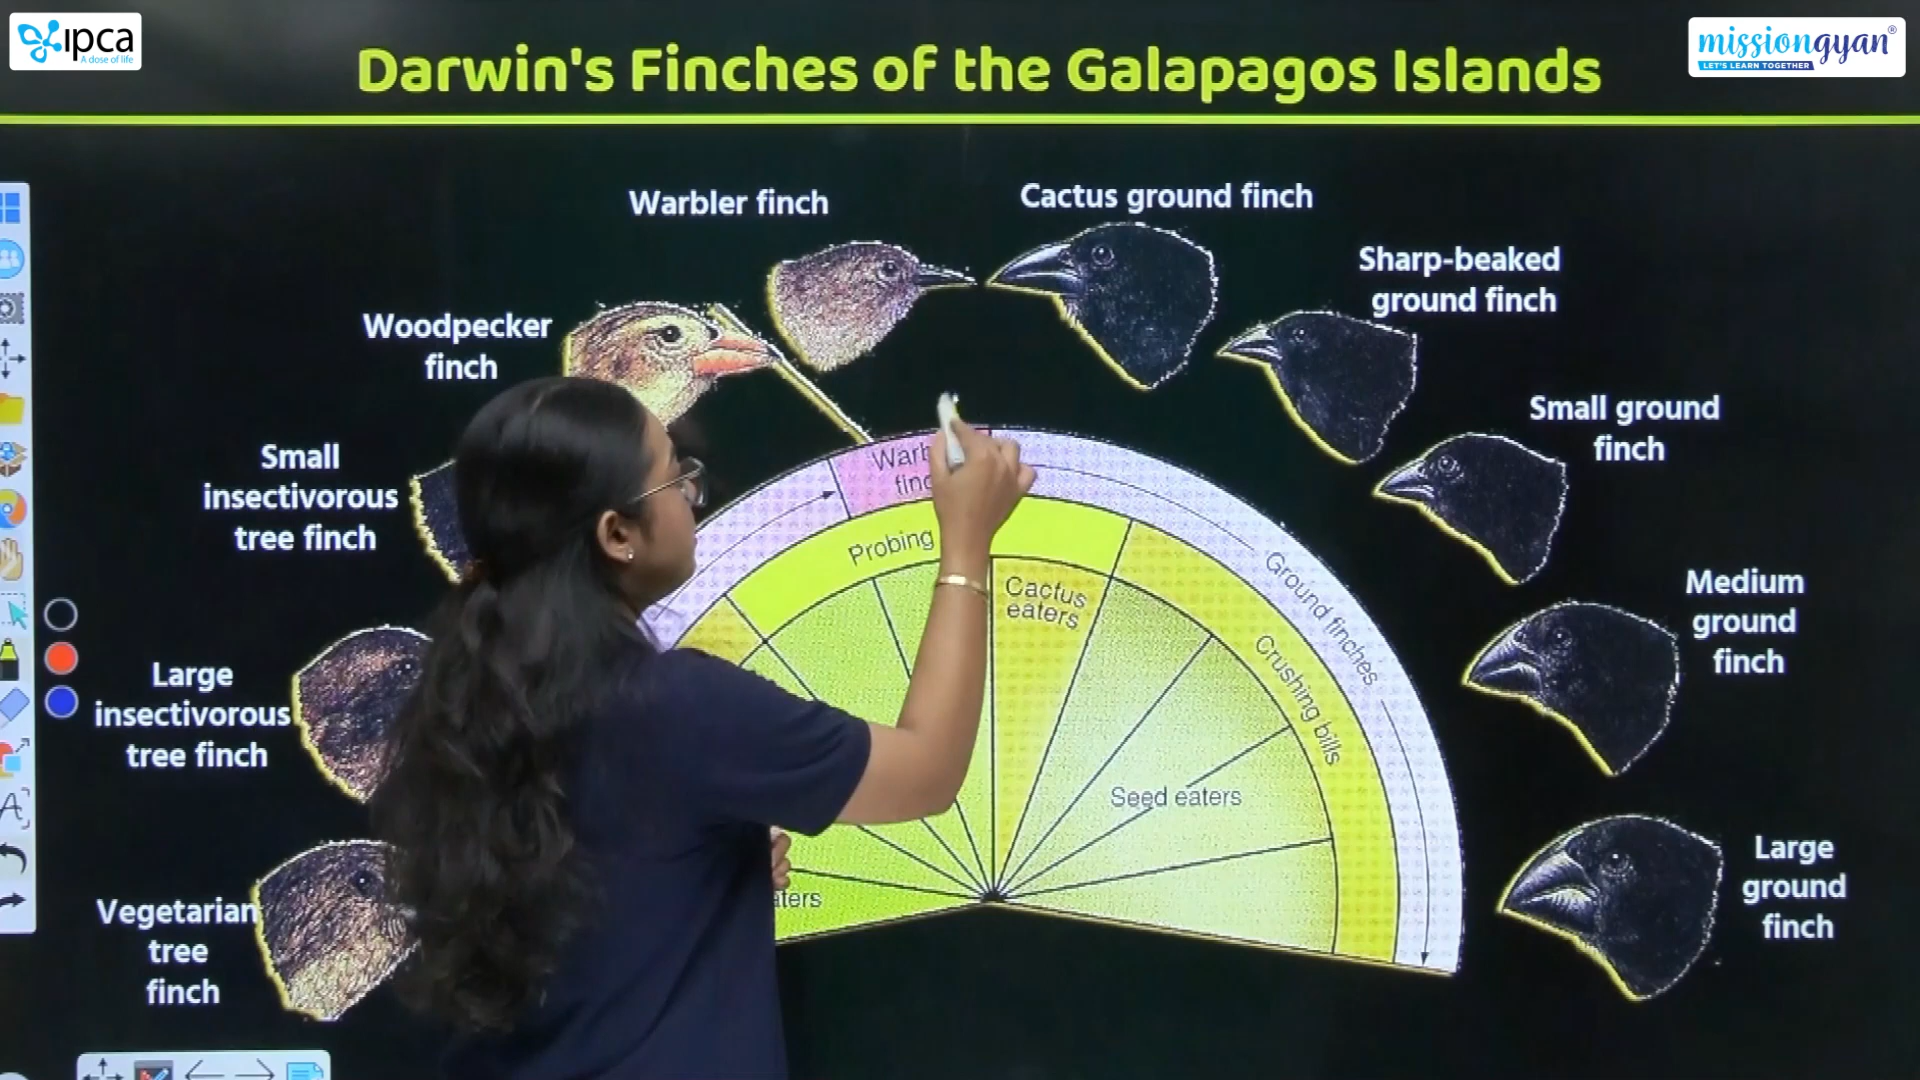 ipca
A dose of life
Darwin's Finches of the Galapagos Islands
missiongyan®
LET'S LEARN TOGETHER
Warbler finch
Cactus ground finch
Sharp-beaked
ground finch
Woodpecker
finch
Small ground
finch
Small
insectivorous
tree finch
Medium
ground
finch
Large
insectivorous
tree finch
Large
ground
finch
Vegetarian
tree
finch
Probing
Cactus
eaters
Ground finches
Crushing bills
Seed eaters